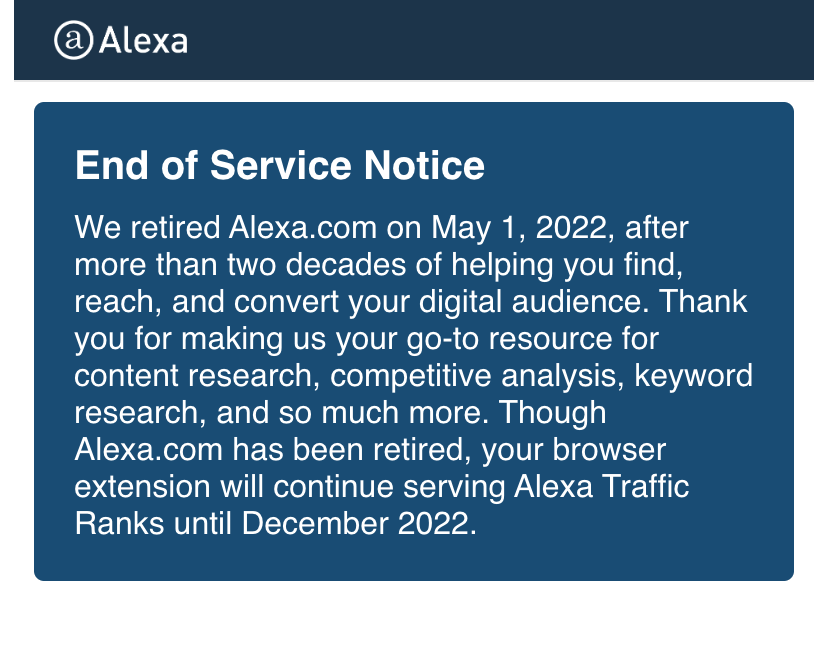 a Alexa
End of Service Notice
We retired Alexa.com on May 1, 2022, after
more than two decades of helping you find,
reach, and convert your digital audience. Thank
you for making us your go-to resource for
content research, competitive analysis, keyword
research, and so much more. Though
Alexa.com has been retired, your browser
extension will continue serving Alexa Traffic
Ranks until December 2022.